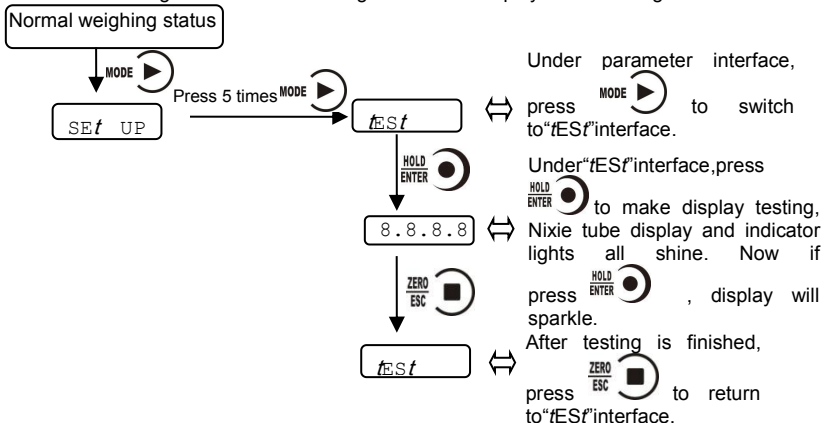 Normal weighing status
MODE
SEt UP
Press 5 times MODE
tESt
HOLD
ENTER
8.8.8.8
ZERO
ESC
tESt
Under parameter interface,
press MODE to switch
to“tESt”interface.
Under“tESt”interface,press
HOLD
ENTER to make display testing,
Nixie tube display and indicator
lights all shine. Now if
press HOLD ENTER , display will
sparkle.
After testing is finished,
press ZERO ESC to return
to“tESt”interface.